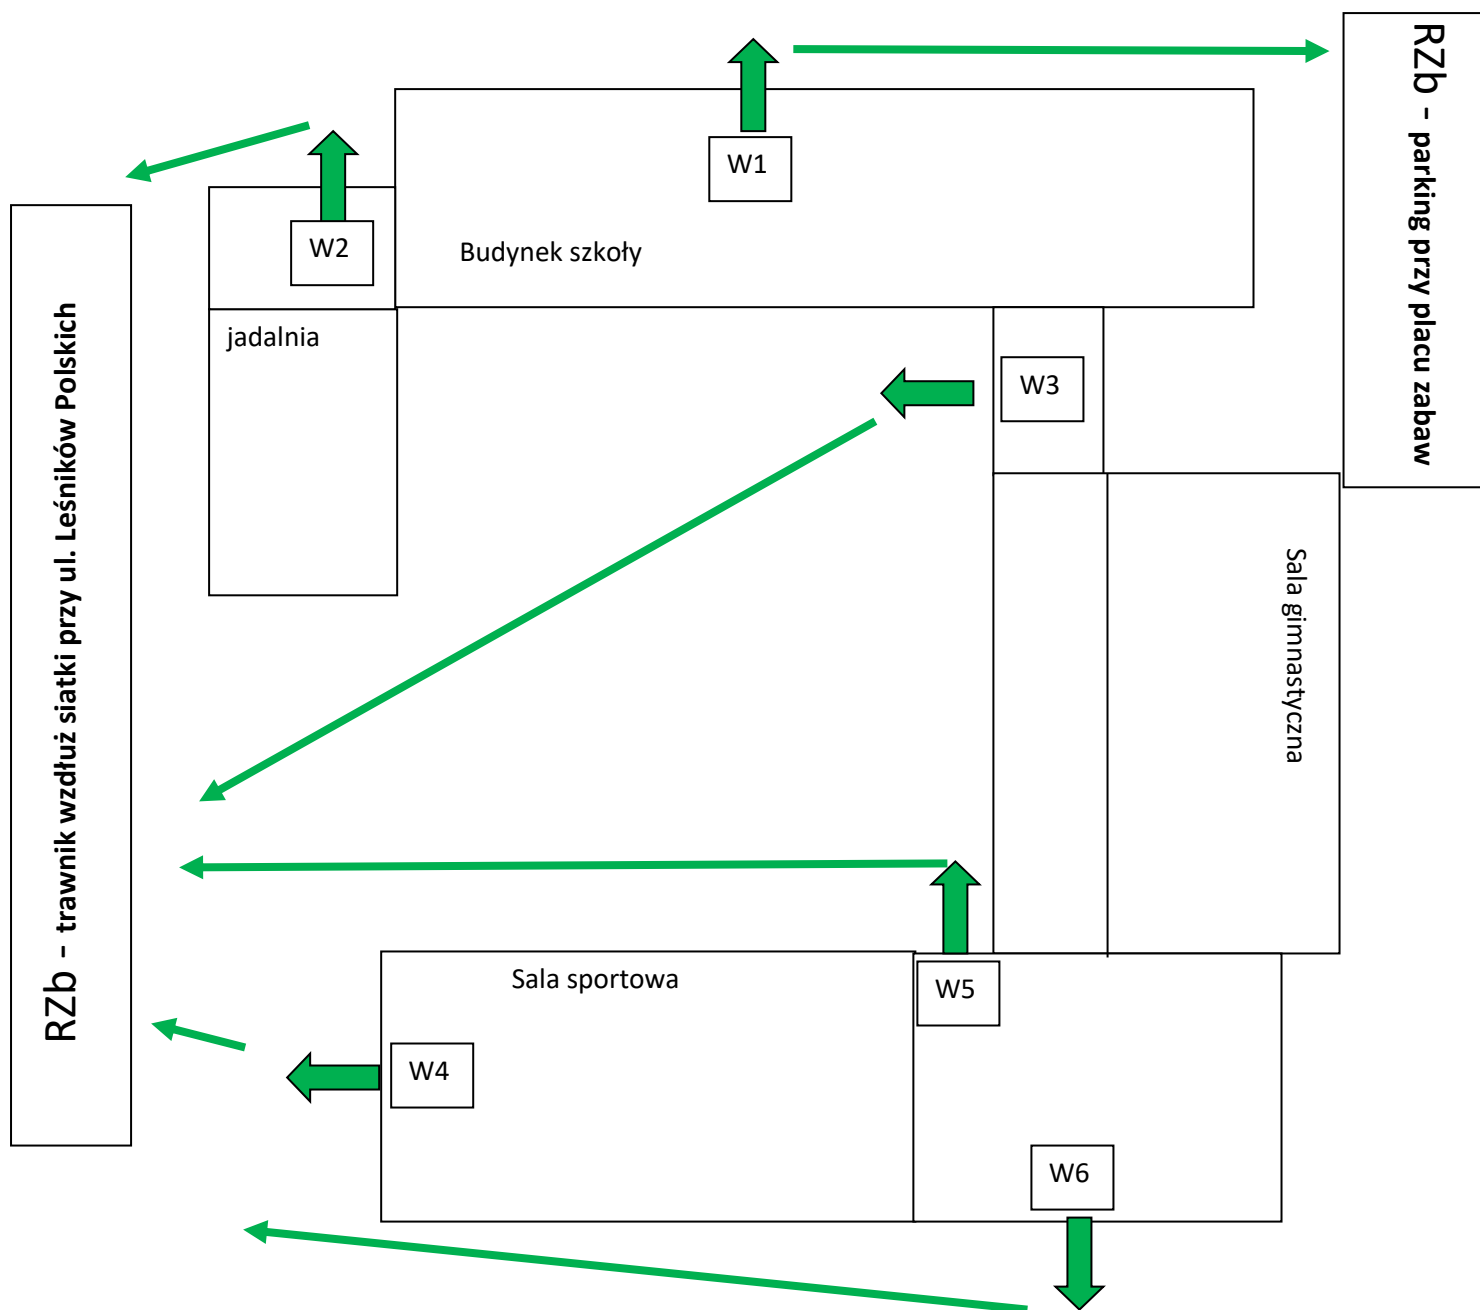 RZb - parking przy placu zabaw
W1
W2
Budynek szkoły
jadalnia
W3
RZb - trawnik wzdłuż siatki przy ul. Leśników Polskich
Sala gimnastyczna
Sala sportowa
W5
W4
W6